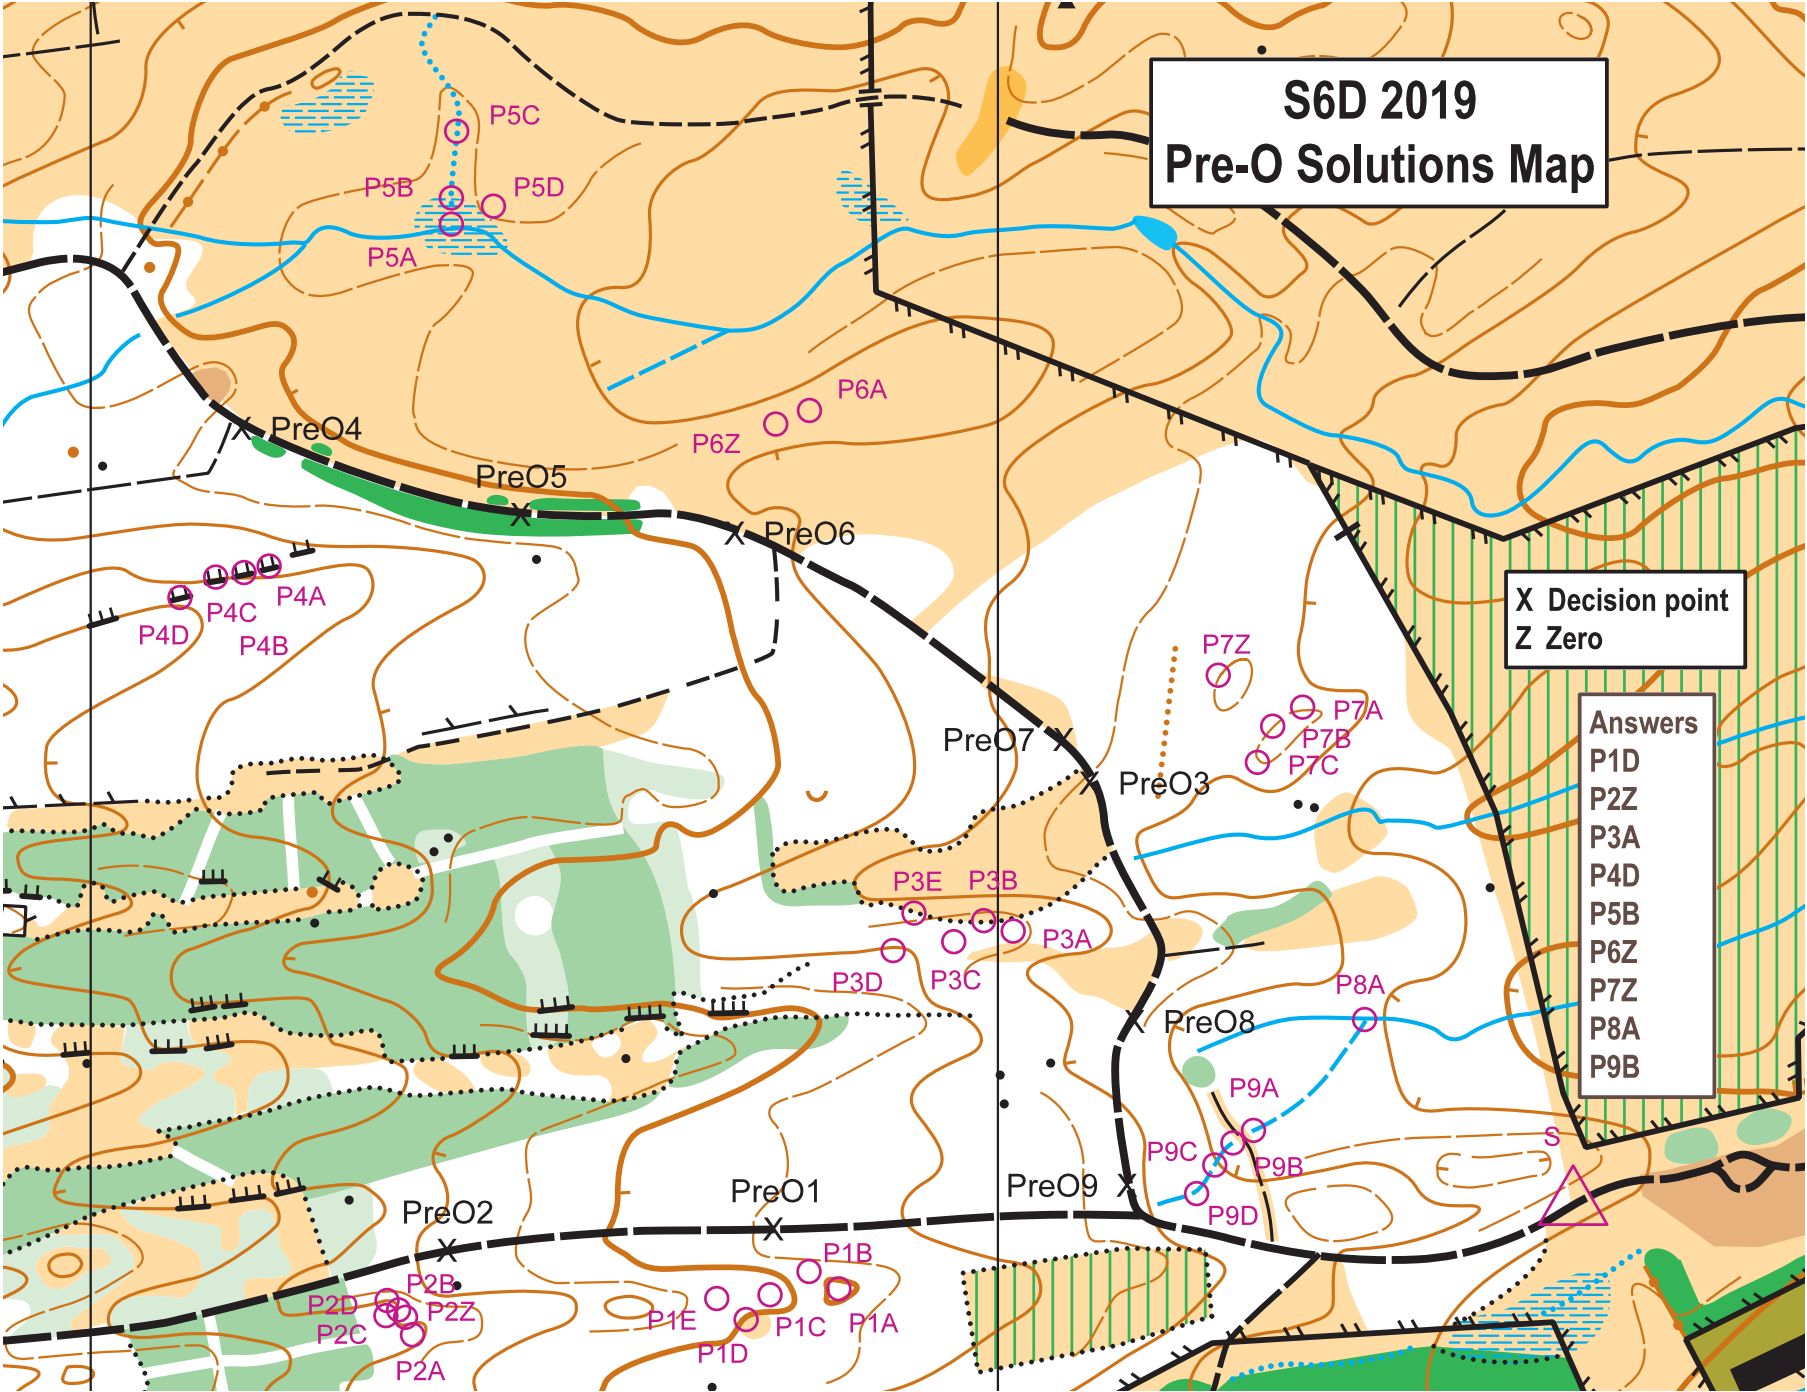 S6D 2019
Pre-O Solutions Map
P5C
P5B
P5D
P5A
P6A
P6Z
PreO4
X
PreO5
X
X PreO6
X Decision point
Z Zero
P4C
P4A
P4D
P4B
P7Z
P7A
P7B
P7C
PreO7 X
X PreO3
Answers
P1D
P2Z
P3A
P4D
P5B
P6Z
P7Z
P8A
P9B
P3E
P3B
P3A
P3D
P3C
P8A
X PreO8
P9A
P9C
P9B
P9D
S
PreO9 X
PreO1
X
PreO2
X
P1B
P1E
P1C
P1A
P1D
P2B
P2D
P2Z
P2C
P2A